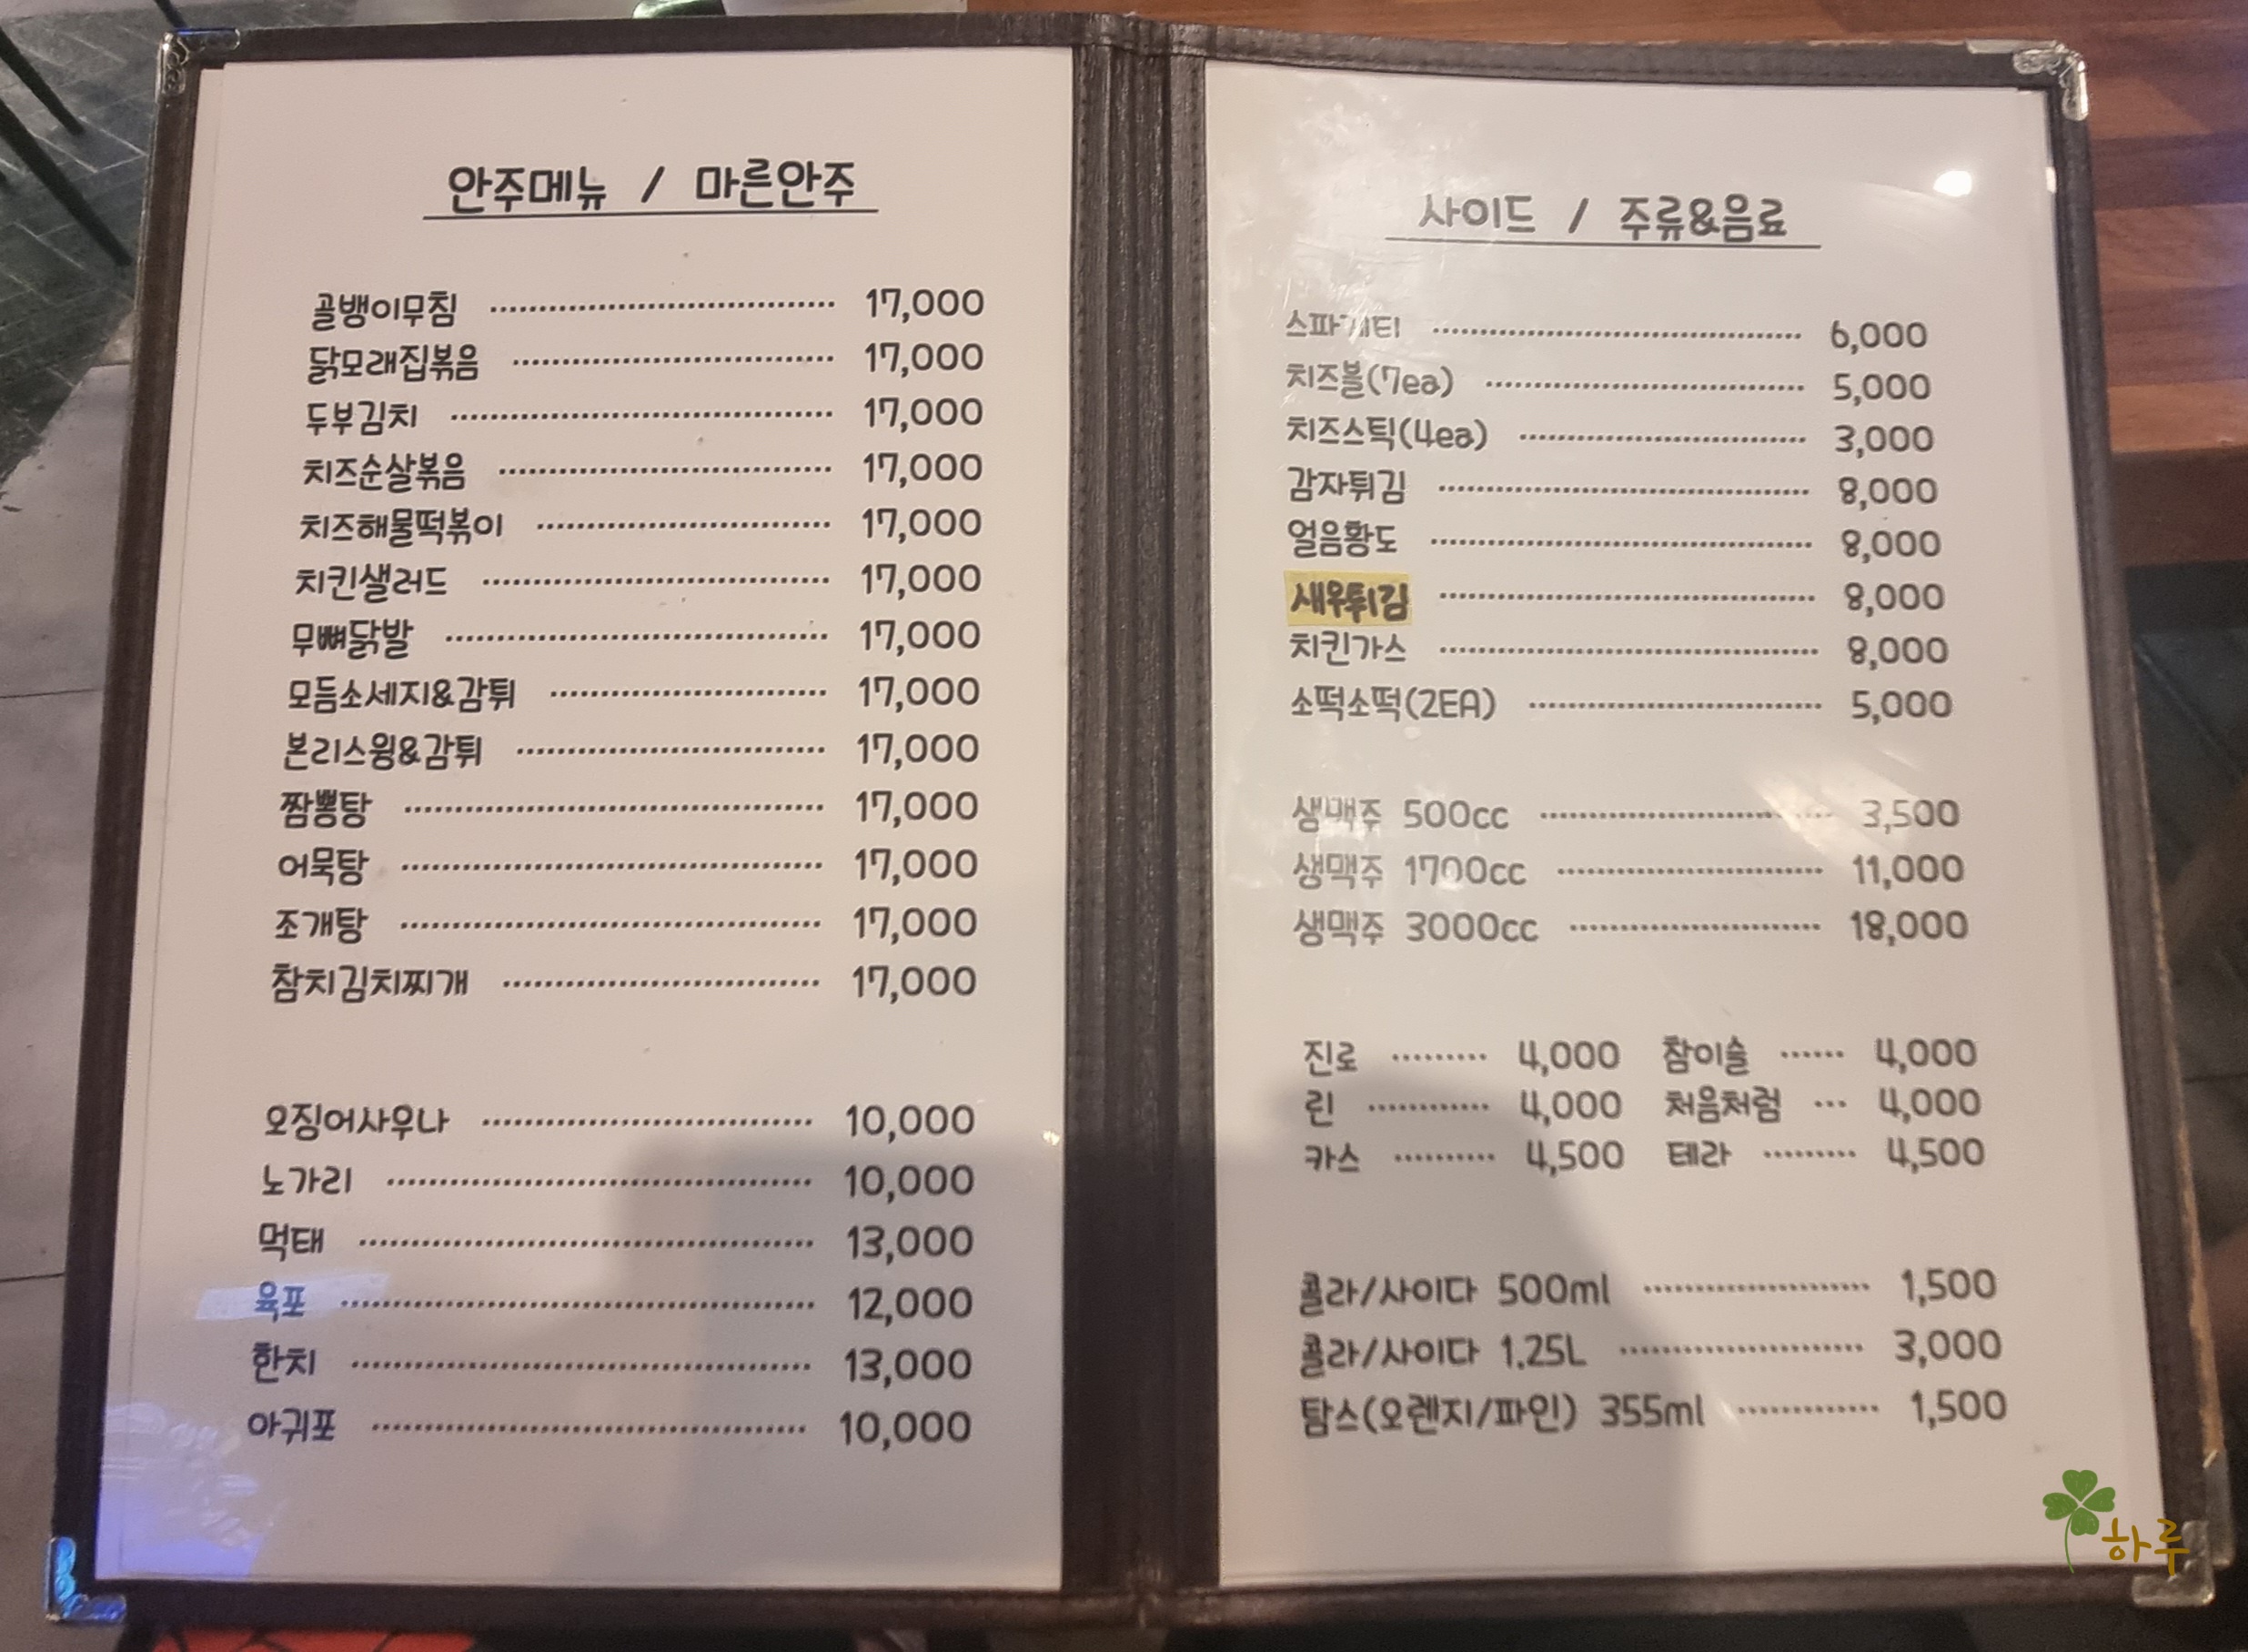 안주메뉴 / 마른안주
골뱅이무침 ………… 17,000
닭모래집볶음 ………… 17,000
두부김치 ………… 17,000
치즈순살볶음 ………… 17,000
치즈해물떡볶이 ………… 17,000
치킨샐러드 ………… 17,000
무뼈닭발 ………… 17,000
모듬소세지&감튀 ………… 17,000
본리스윙&감튀 ………… 17,000
짬뽕탕 ………… 17,000
어묵탕 ………… 17,000
조개탕 ………… 17,000
참치김치찌개 ………… 17,000
오징어사우나 ………… 10,000
노가리 ………… 10,000
먹태 ………… 13,000
육포 ………… 12,000
한치 ………… 13,000
아귀포 ………… 10,000
사이드 / 주류&음료
스파게티 ………… 6,000
치즈볼(7ea) ………… 5,000
치즈스틱(4ea) ………… 3,000
감자튀김 ………… 8,000
얼음황도 ………… 8,000
새우튀김 ………… 8,000
치킨가스 ………… 8,000
소떡소떡(2EA) ………… 5,000
생맥주 500cc ………… 3,500
생맥주 1700cc ………… 11,000
생맥주 3000cc ………… 18,000
진로 ……… 4,000 참이슬 …… 4,000
린 ……… 4,000 처음처럼 … 4,000
카스 ……… 4,500 테라 ……… 4,500
콜라/사이다 500ml ………… 1,500
콜라/사이다 1.25L ………… 3,000
탐스(오렌지/파인) 355ml ………… 1,500
하루